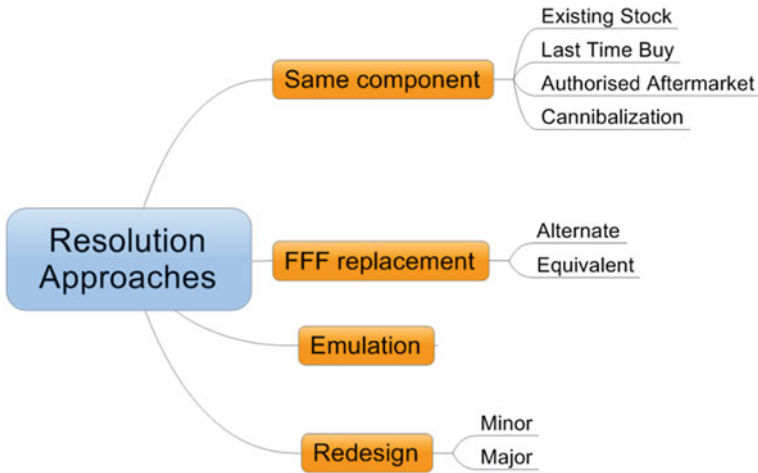 Resolution
Approaches
Same component
Existing Stock
Last Time Buy
Authorised Aftermarket
Cannibalization
FFF replacement
Alternate
Equivalent
Emulation
Redesign
Minor
Major